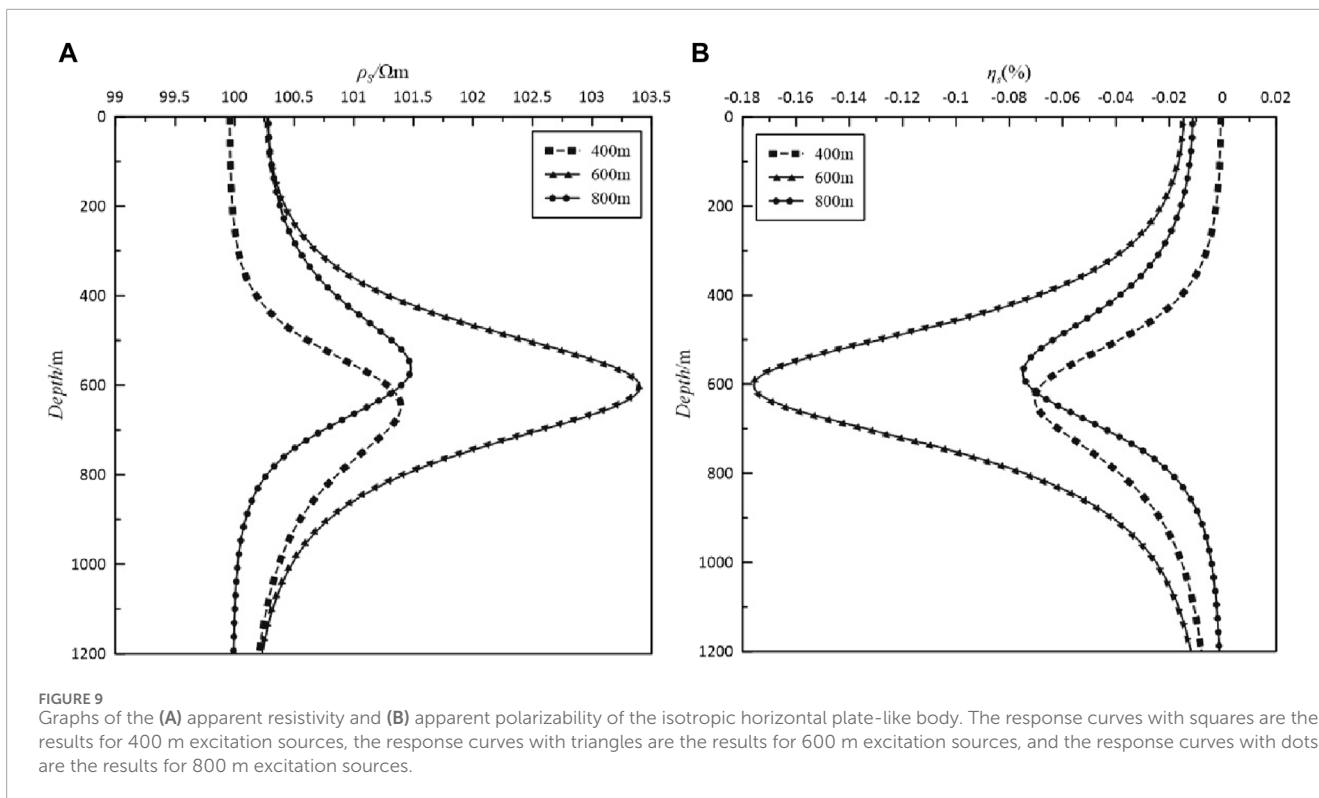 A
ρs/Ωm
99 99.5 100 100.5 101 101.5 102 102.5 103 103.5
0
200
400
600
800
1000
1200
Depth/m
400m
600m
800m
B
ηs(%)
-0.18 -0.16 -0.14 -0.12 -0.1 -0.08 -0.06 -0.04 -0.02 0 0.02
0
200
400
600
800
1000
1200
Depth/m
400m
600m
800m
FIGURE 9
Graphs of the (A) apparent resistivity and (B) apparent polarizability of the isotropic horizontal plate-like body. The response curves with squares are the
results for 400 m excitation sources, the response curves with triangles are the results for 600 m excitation sources, and the response curves with dots
are the results for 800 m excitation sources.